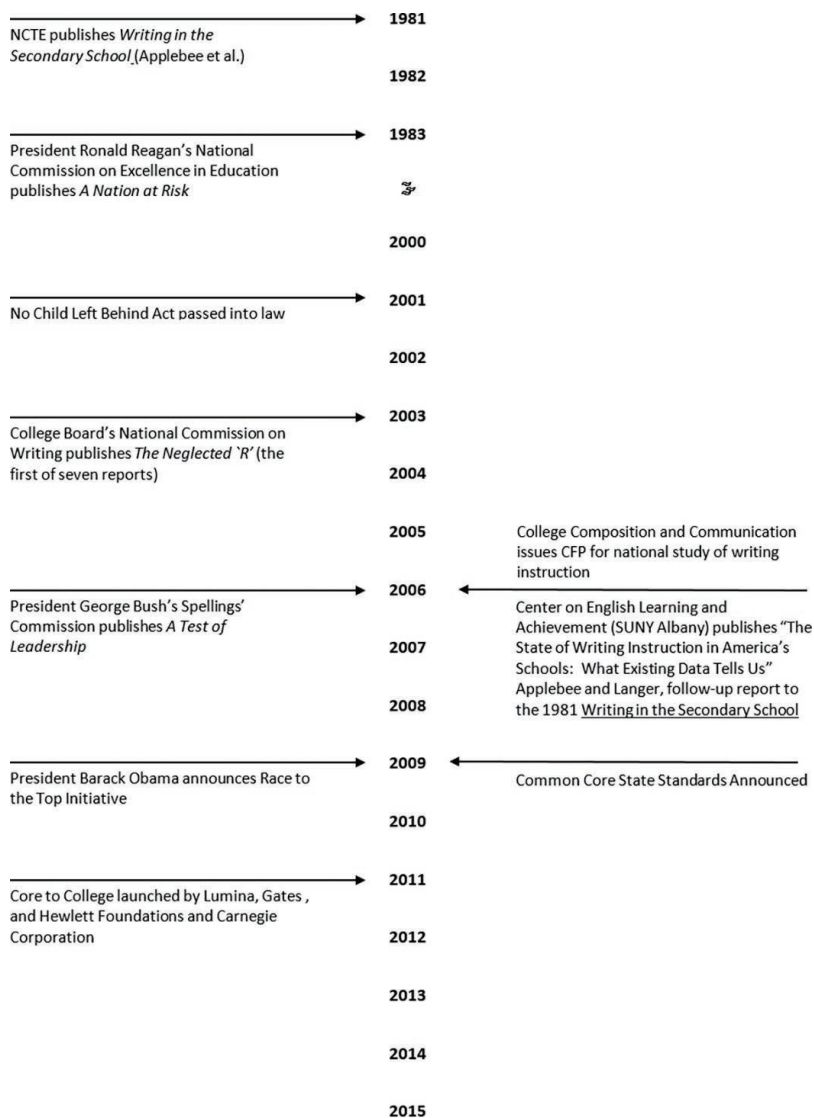 1981
NCTE publishes Writing in the
Secondary School (Applebee et al.)
1982
1983
President Ronald Reagan's National
Commission on Excellence in Education
publishes A Nation at Risk
2000
2001
No Child Left Behind Act passed into law
2002
2003
College Board's National Commission on
Writing publishes The Neglected `R' (the
first of seven reports)
2004
2005
College Composition and Communication
issues CFP for national study of writing
instruction
2006
President George Bush's Spellings'
Commission publishes A Test of
Leadership
Center on English Learning and
Achievement (SUNY Albany) publishes “The
State of Writing Instruction in America's
Schools: What Existing Data Tells Us”
Applebee and Langer, follow-up report to
the 1981 Writing in the Secondary School
2007
2008
2009
President Barack Obama announces Race to
the Top Initiative
Common Core State Standards Announced
2010
2011
Core to College launched by Lumina, Gates ,
and Hewlett Foundations and Carnegie
Corporation
2012
2013
2014
2015